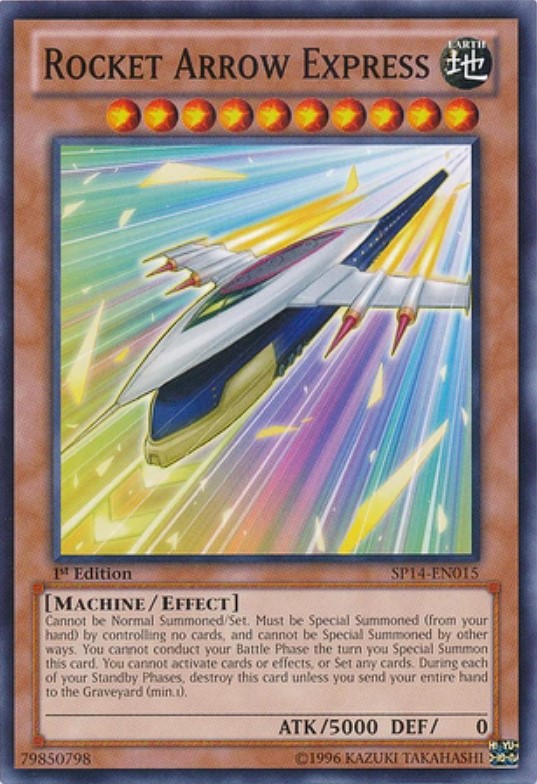 Rocket Arrow Express
EARTH
地
1st Edition
SP14-EN015
[Machine/Effect]
Cannot be Normal Summoned/Set. Must be Special Summoned (from your
hand) by controlling no cards, and cannot be Special Summoned by other
ways. You cannot conduct your Battle Phase the turn you Special Summon
this card. You cannot activate cards or effects, or Set any cards. During each
of your Standby Phases, destroy this card unless you send your entire hand
to the Graveyard (min.1).
ATK/5000 DEF/ 0
79850798
©1996 KAZUKI TAKAHASHI